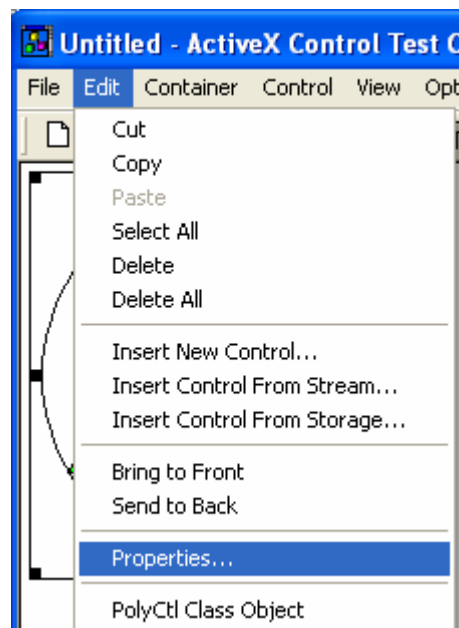 Untitled - ActiveX Control Test C
File Edit Container Control View Opt
Cut
Copy
Paste
Select All
Delete
Delete All
Insert New Control...
Insert Control From Stream...
Insert Control From Storage...
Bring to Front
Send to Back
Properties...
PolyCtl Class Object